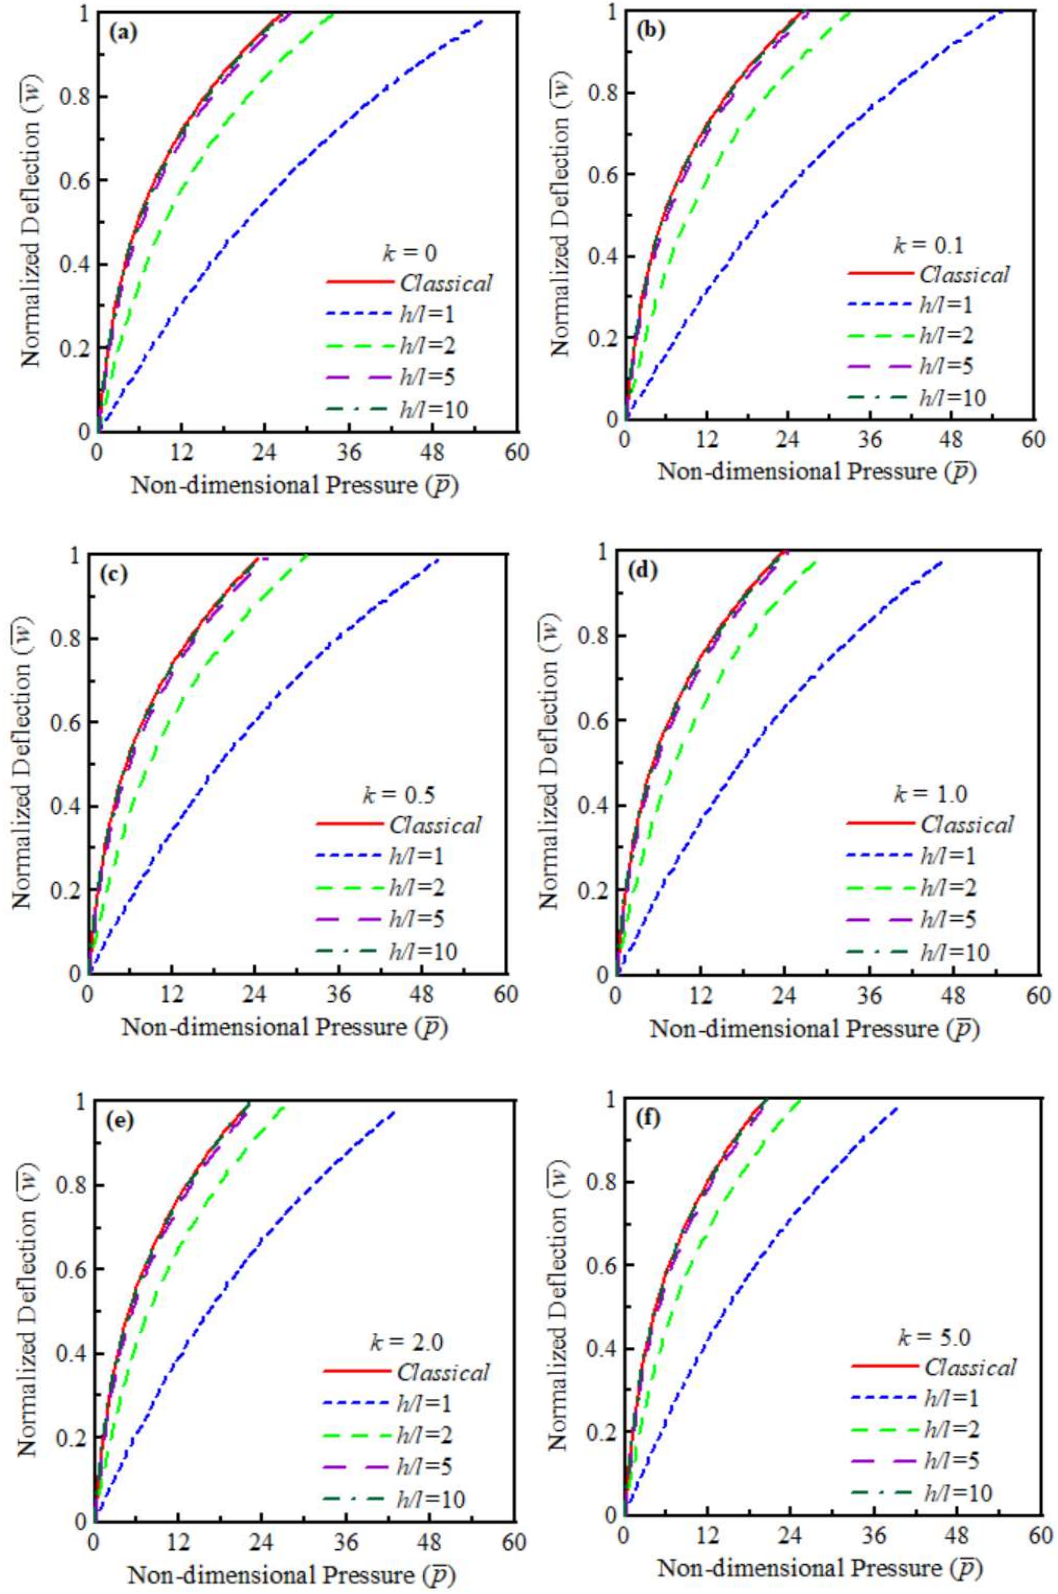 (a)
Normalized Deflection (w̅)
1
0.8
0.6
0.4
0.2
0
k = 0
Classical
h/l=1
h/l=2
h/l=5
h/l=10
0 12 24 36 48 60
Non-dimensional Pressure (p̅)
(b)
Normalized Deflection (w̅)
1
0.8
0.6
0.4
0.2
0
k = 0.1
Classical
h/l=1
h/l=2
h/l=5
h/l=10
0 12 24 36 48 60
Non-dimensional Pressure (p̅)
(c)
Normalized Deflection (w̅)
1
0.8
0.6
0.4
0.2
0
k = 0.5
Classical
h/l=1
h/l=2
h/l=5
h/l=10
0 12 24 36 48 60
Non-dimensional Pressure (p̅)
(d)
Normalized Deflection (w̅)
1
0.8
0.6
0.4
0.2
0
k = 1.0
Classical
h/l=1
h/l=2
h/l=5
h/l=10
0 12 24 36 48 60
Non-dimensional Pressure (p̅)
(e)
Normalized Deflection (w̅)
1
0.8
0.6
0.4
0.2
0
k = 2.0
Classical
h/l=1
h/l=2
h/l=5
h/l=10
0 12 24 36 48 60
Non-dimensional Pressure (p̅)
(f)
Normalized Deflection (w̅)
1
0.8
0.6
0.4
0.2
0
k = 5.0
Classical
h/l=1
h/l=2
h/l=5
h/l=10
0 12 24 36 48 60
Non-dimensional Pressure (p̅)